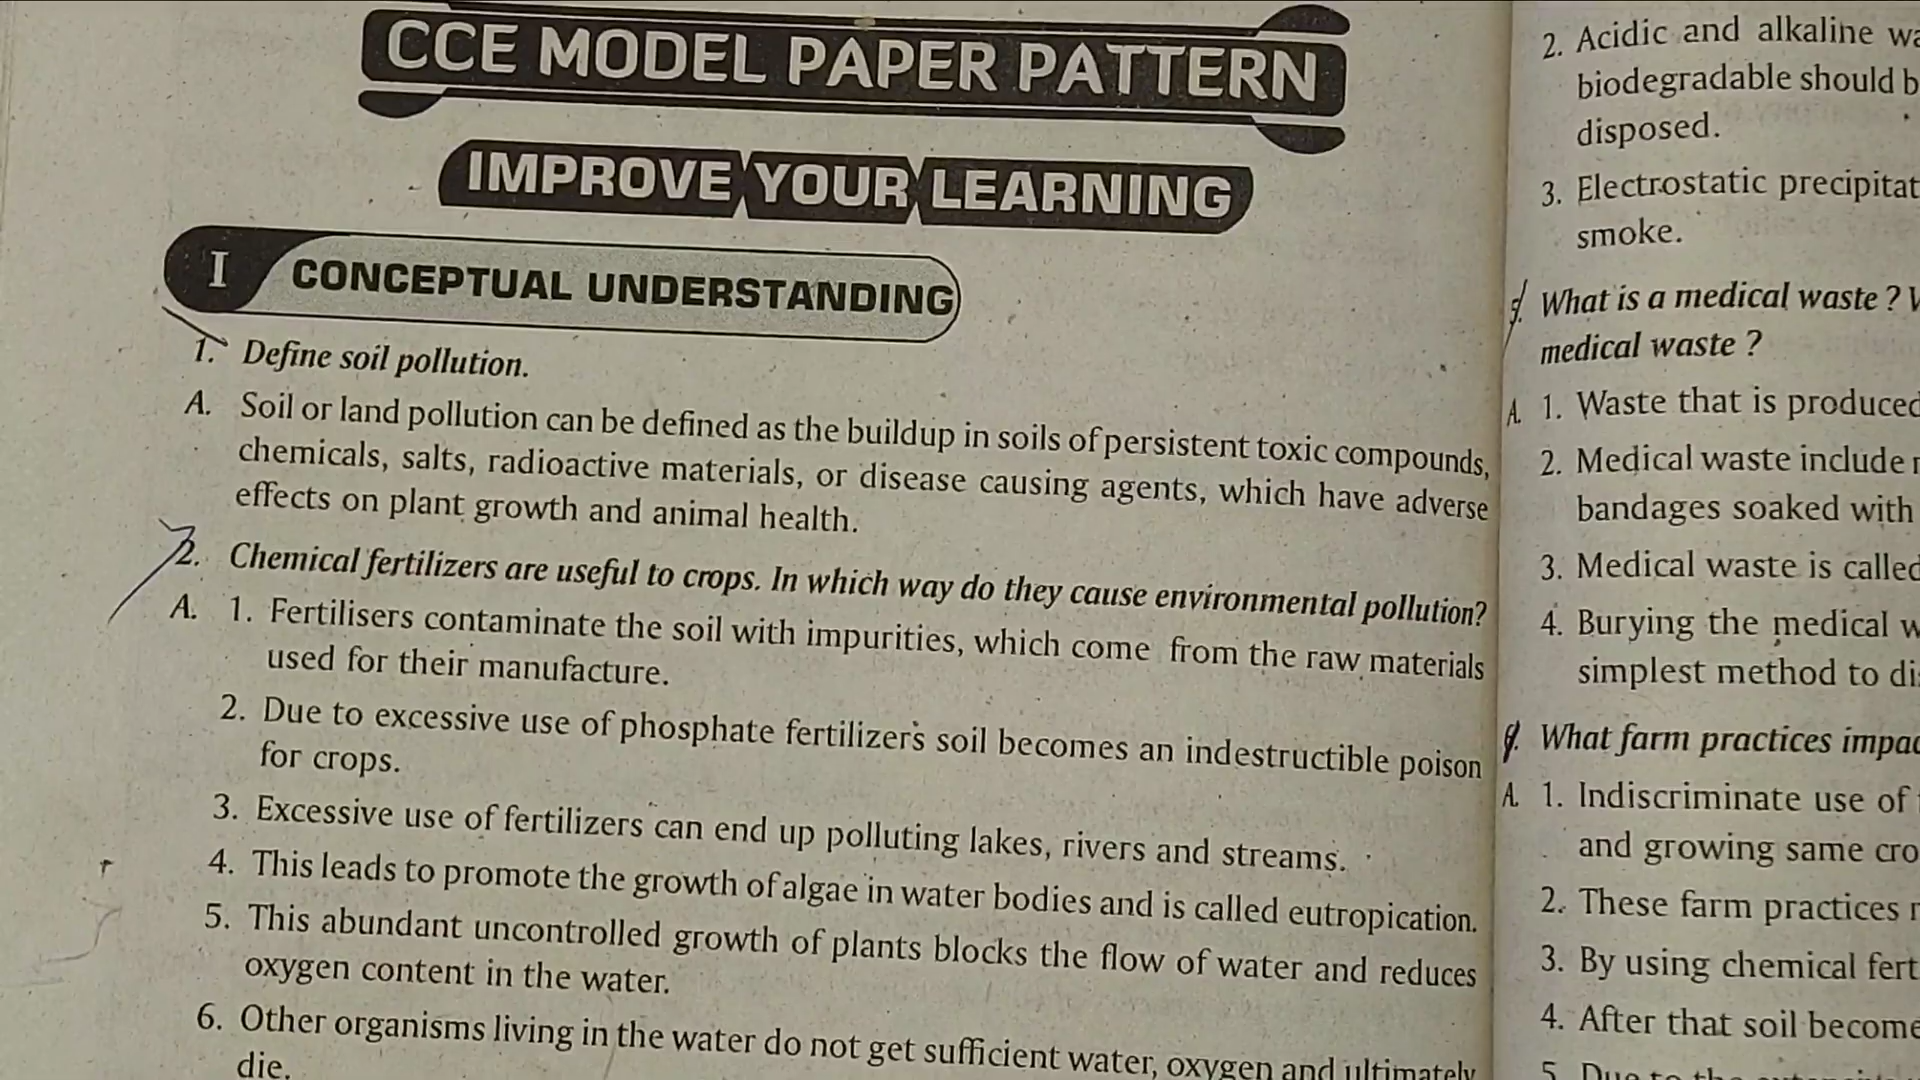 CCE MODEL PAPER PATTERN
IMPROVE YOUR LEARNING
I CONCEPTUAL UNDERSTANDING
1. Define soil pollution.
A. Soil or land pollution can be defined as the buildup in soils of persistent toxic compounds,
chemicals, salts, radioactive materials, or disease causing agents, which have adverse
effects on plant growth and animal health.
2. Chemical fertilizers are useful to crops. In which way do they cause environmental pollution?
A. 1. Fertilisers contaminate the soil with impurities, which come from the raw materials
used for their manufacture.
2. Due to excessive use of phosphate fertilizers soil becomes an indestructible poison
for crops.
3. Excessive use of fertilizers can end up polluting lakes, rivers and streams.
4. This leads to promote the growth of algae in water bodies and is called eutropication.
5. This abundant uncontrolled growth of plants blocks the flow of water and reduces
oxygen content in the water.
6. Other organisms living in the water do not get sufficient water, oxygen and ultimately
die.
2. Acidic and alkaline
biodegradable should
disposed.
3. Electrostatic
smoke.
What is a medical waste ?
medical waste ?
A. 1. Waste that is produced
2. Medical waste include
bandages soaked with
3. Medical waste is called
4. Burying the medical
simplest method to
What farm practices
A. 1. Indiscriminate use of
and growing same
2. These farm practices
3. By using chemical
4. After that soil
5. Due to the